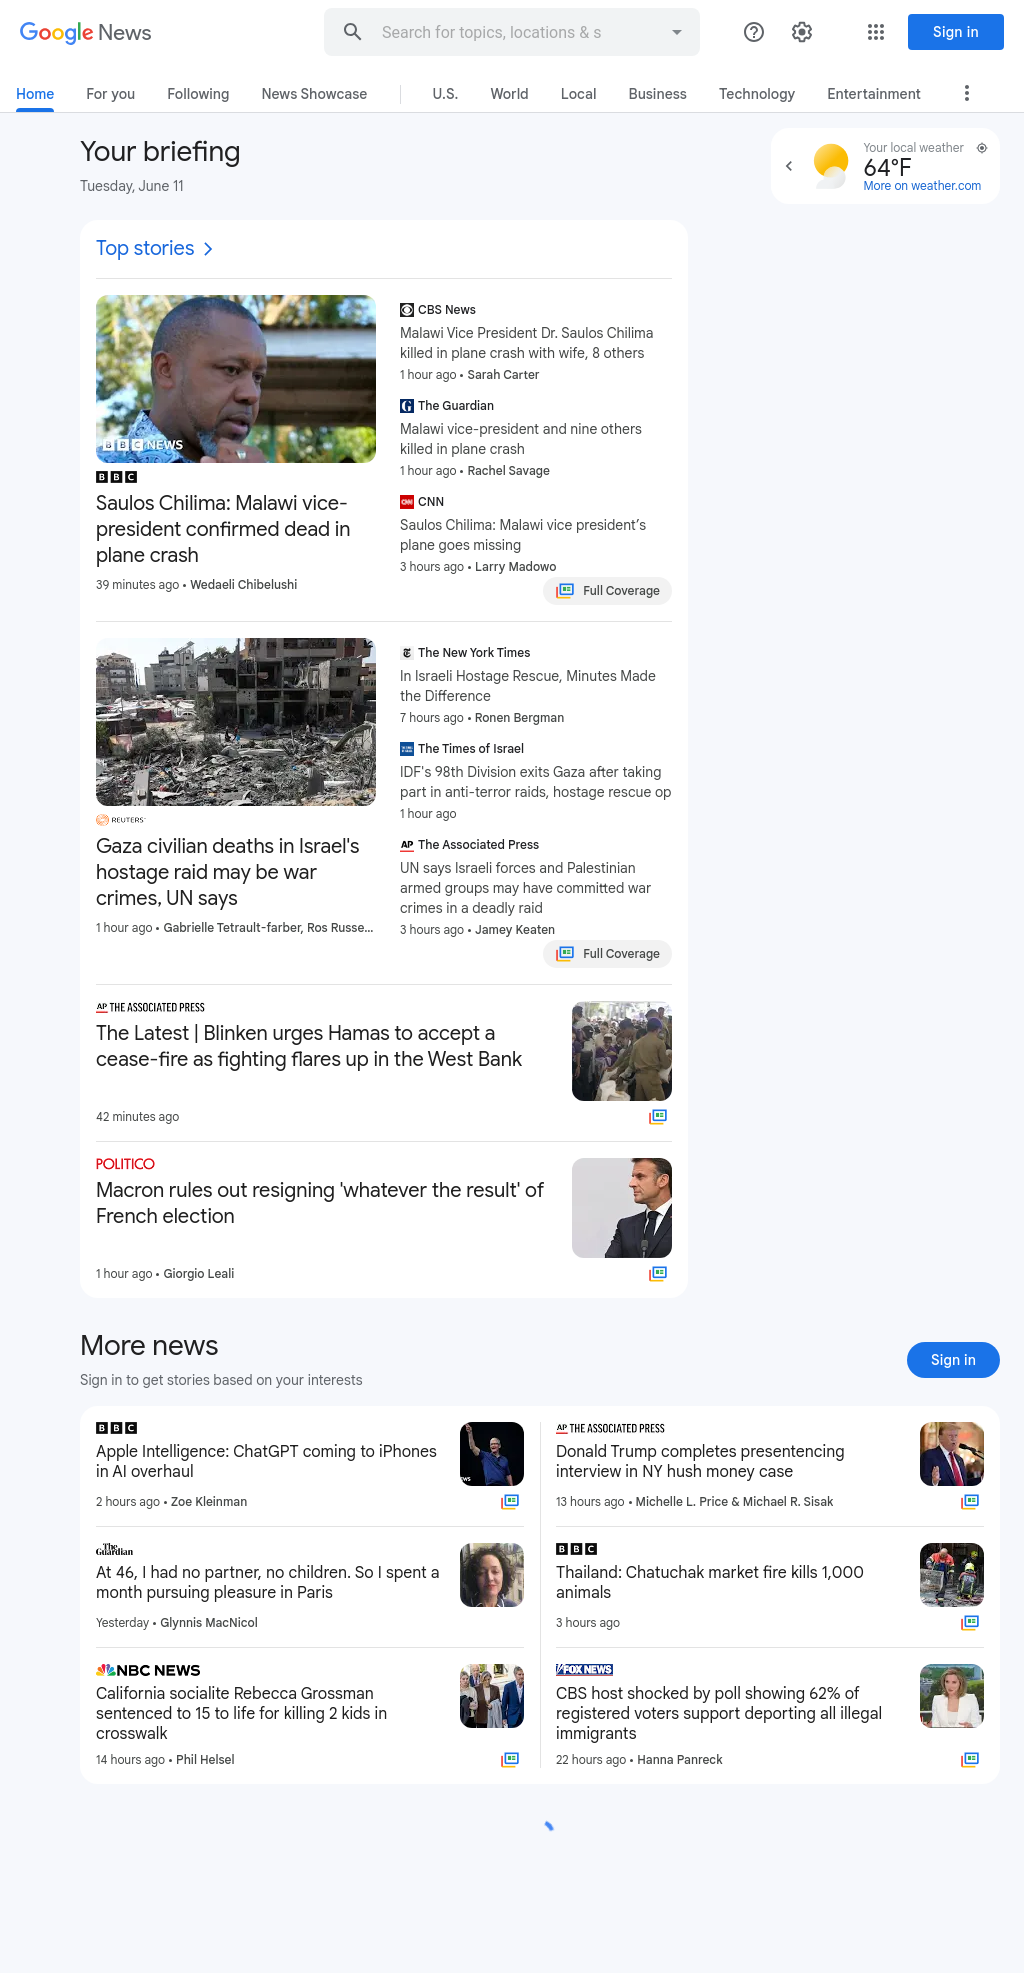 Google News
Search for topics, locations & s
Sign in
Home
For you
Following
News Showcase
U.S.
World
Local
Business
Technology
Entertainment
Your briefing
Tuesday, June 11
Your local weather
64°F
More on weather.com
Top stories
BBC NEWS
BBC
Saulos Chilima: Malawi vice-
president confirmed dead in
plane crash
39 minutes ago • Wedaeli Chibelushi
CBS News
Malawi Vice President Dr. Saulos Chilima
killed in plane crash with wife, 8 others
1 hour ago • Sarah Carter
The Guardian
Malawi vice-president and nine others
killed in plane crash
1 hour ago • Rachel Savage
CNN
CNN
Saulos Chilima: Malawi vice president’s
plane goes missing
3 hours ago • Larry Madowo
Full Coverage
REUTERS
Gaza civilian deaths in Israel's
hostage raid may be war
crimes, UN says
1 hour ago • Gabrielle Tetrault-farber, Ros Russe...
The New York Times
In Israeli Hostage Rescue, Minutes Made
the Difference
7 hours ago • Ronen Bergman
The Times of Israel
IDF's 98th Division exits Gaza after taking
part in anti-terror raids, hostage rescue op
1 hour ago
AP
The Associated Press
UN says Israeli forces and Palestinian
armed groups may have committed war
crimes in a deadly raid
3 hours ago • Jamey Keaten
Full Coverage
AP THE ASSOCIATED PRESS
The Latest | Blinken urges Hamas to accept a
cease-fire as fighting flares up in the West Bank
42 minutes ago
POLITICO
Macron rules out resigning 'whatever the result' of
French election
1 hour ago • Giorgio Leali
More news
Sign in to get stories based on your interests
Sign in
BBC
Apple Intelligence: ChatGPT coming to iPhones
in AI overhaul
2 hours ago • Zoe Kleinman
AP THE ASSOCIATED PRESS
Donald Trump completes presentencing
interview in NY hush money case
13 hours ago • Michelle L. Price & Michael R. Sisak
The
Guardian
At 46, I had no partner, no children. So I spent a
month pursuing pleasure in Paris
Yesterday • Glynnis MacNicol
BBC
Thailand: Chatuchak market fire kills 1,000
animals
3 hours ago
NBC NEWS
California socialite Rebecca Grossman
sentenced to 15 to life for killing 2 kids in
crosswalk
14 hours ago • Phil Helsel
FOX NEWS
CBS host shocked by poll showing 62% of
registered voters support deporting all illegal
immigrants
22 hours ago • Hanna Panreck